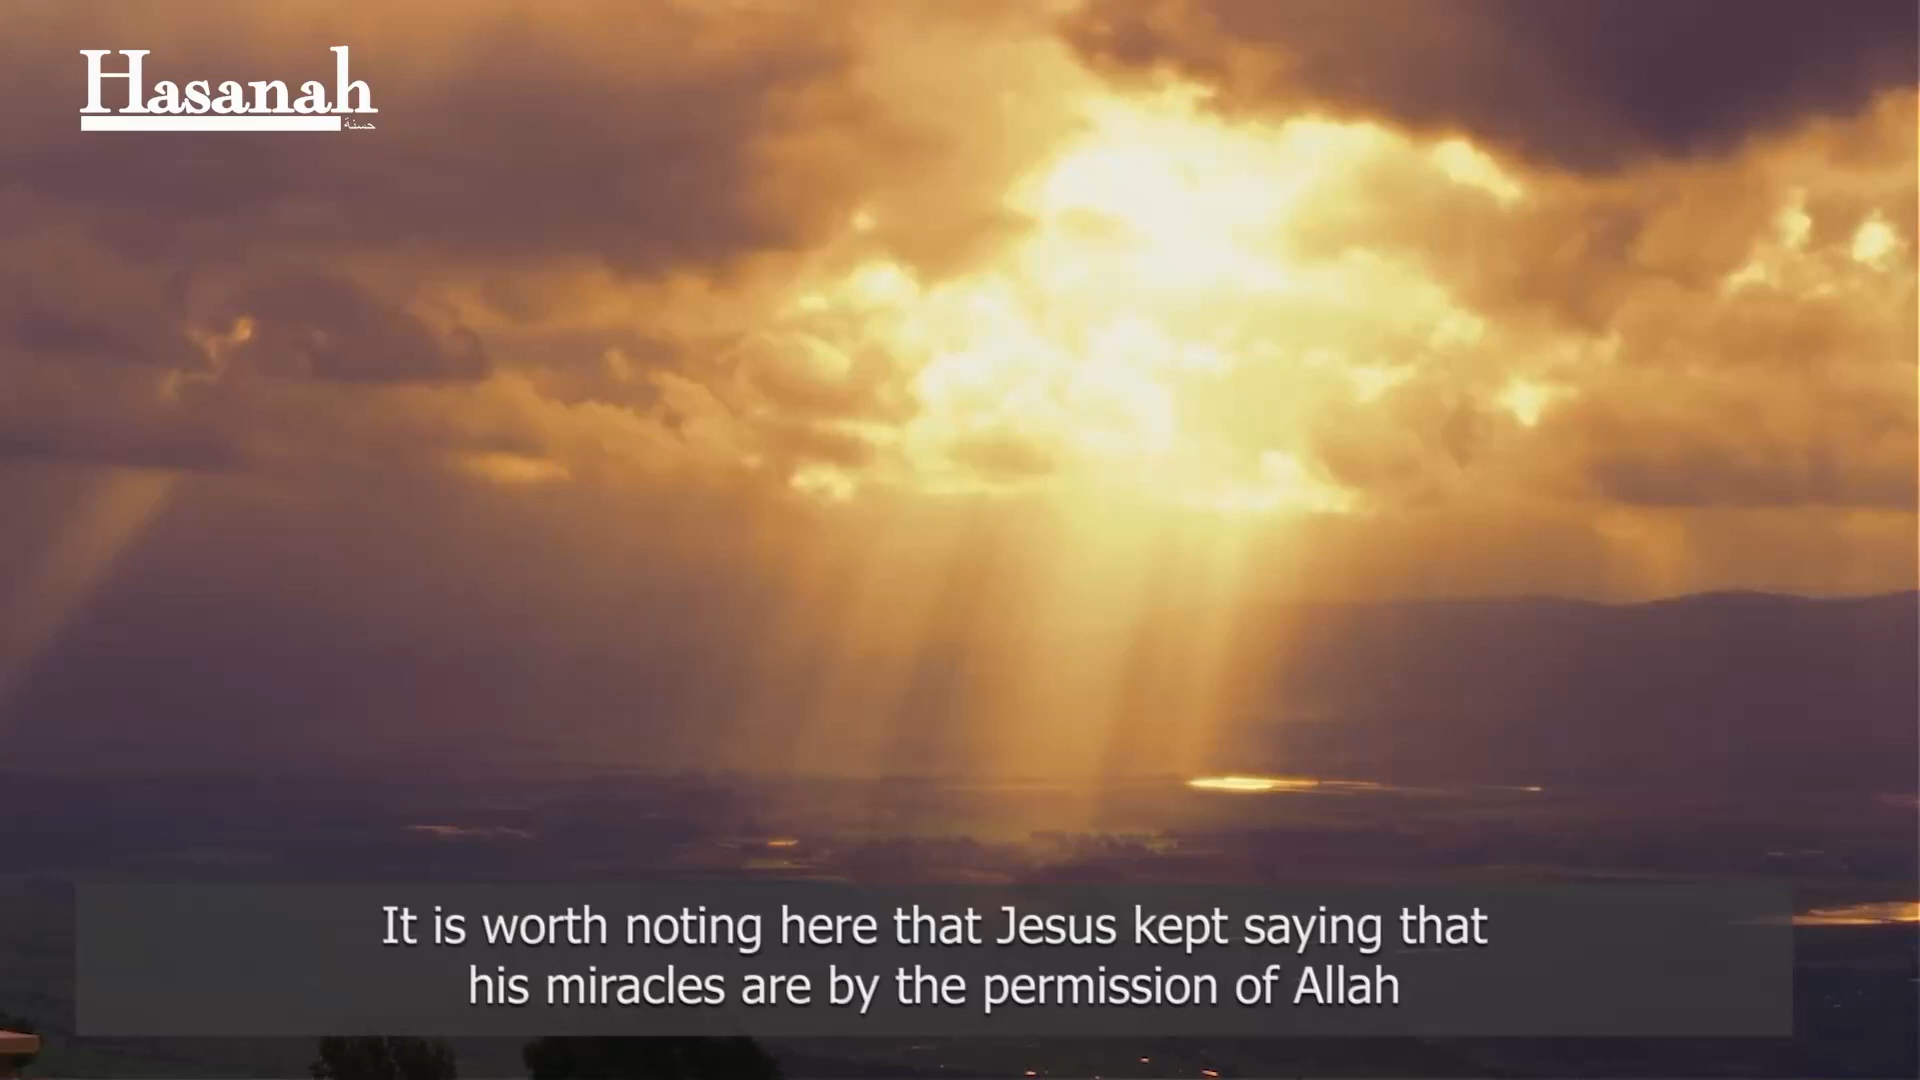 Hasanah
حسنة
It is worth noting here that Jesus kept saying that
his miracles are by the permission of Allah